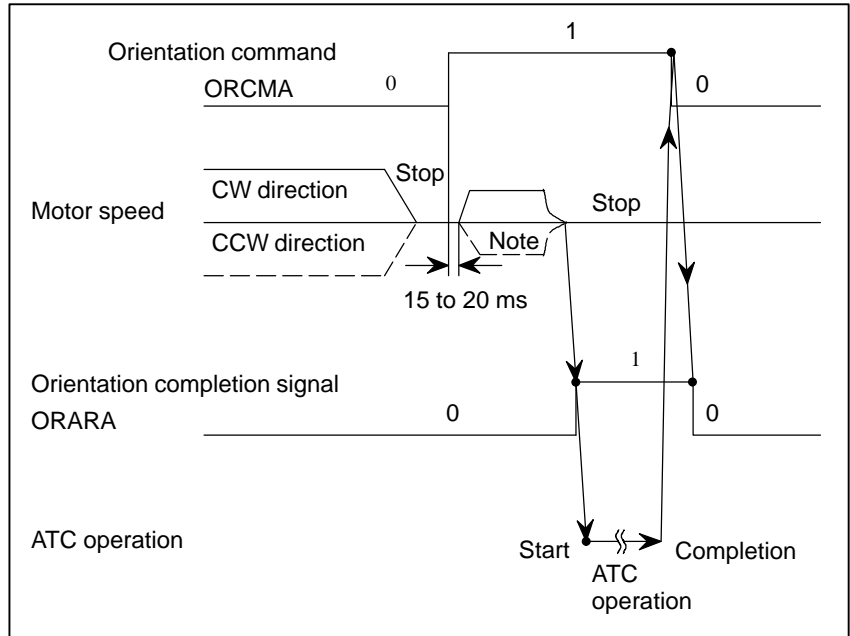 1
Orientation command
ORCMA
0
0
CW direction
Stop
Motor speed
Stop
CCW direction
Note
15 to 20 ms
1
Orientation completion signal
ORARA
0
0
ATC operation
Start
Completion
ATC
operation